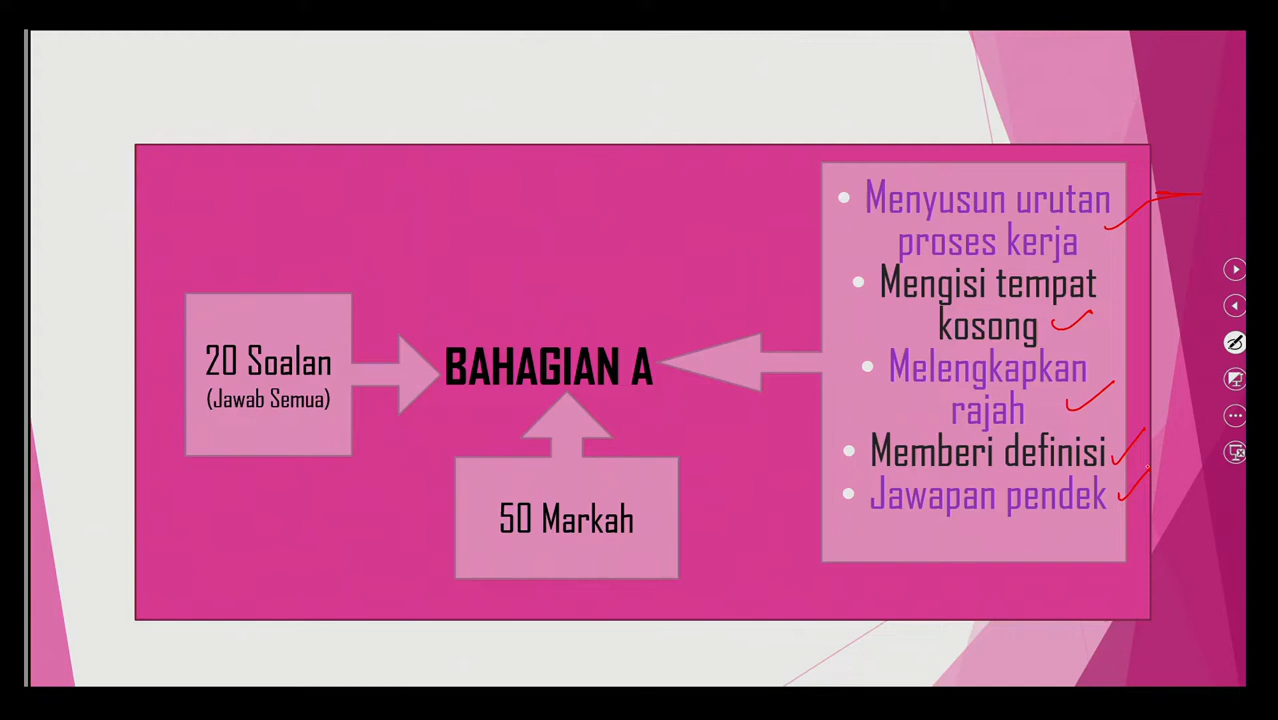 20 Soalan
(Jawab Semua)
BAHAGIAN A
50 Markah
Menyusun urutan
proses kerja
Mengisi tempat
kosong
Melengkapkan
rajah
Memberi definisi
Jawapan pendek